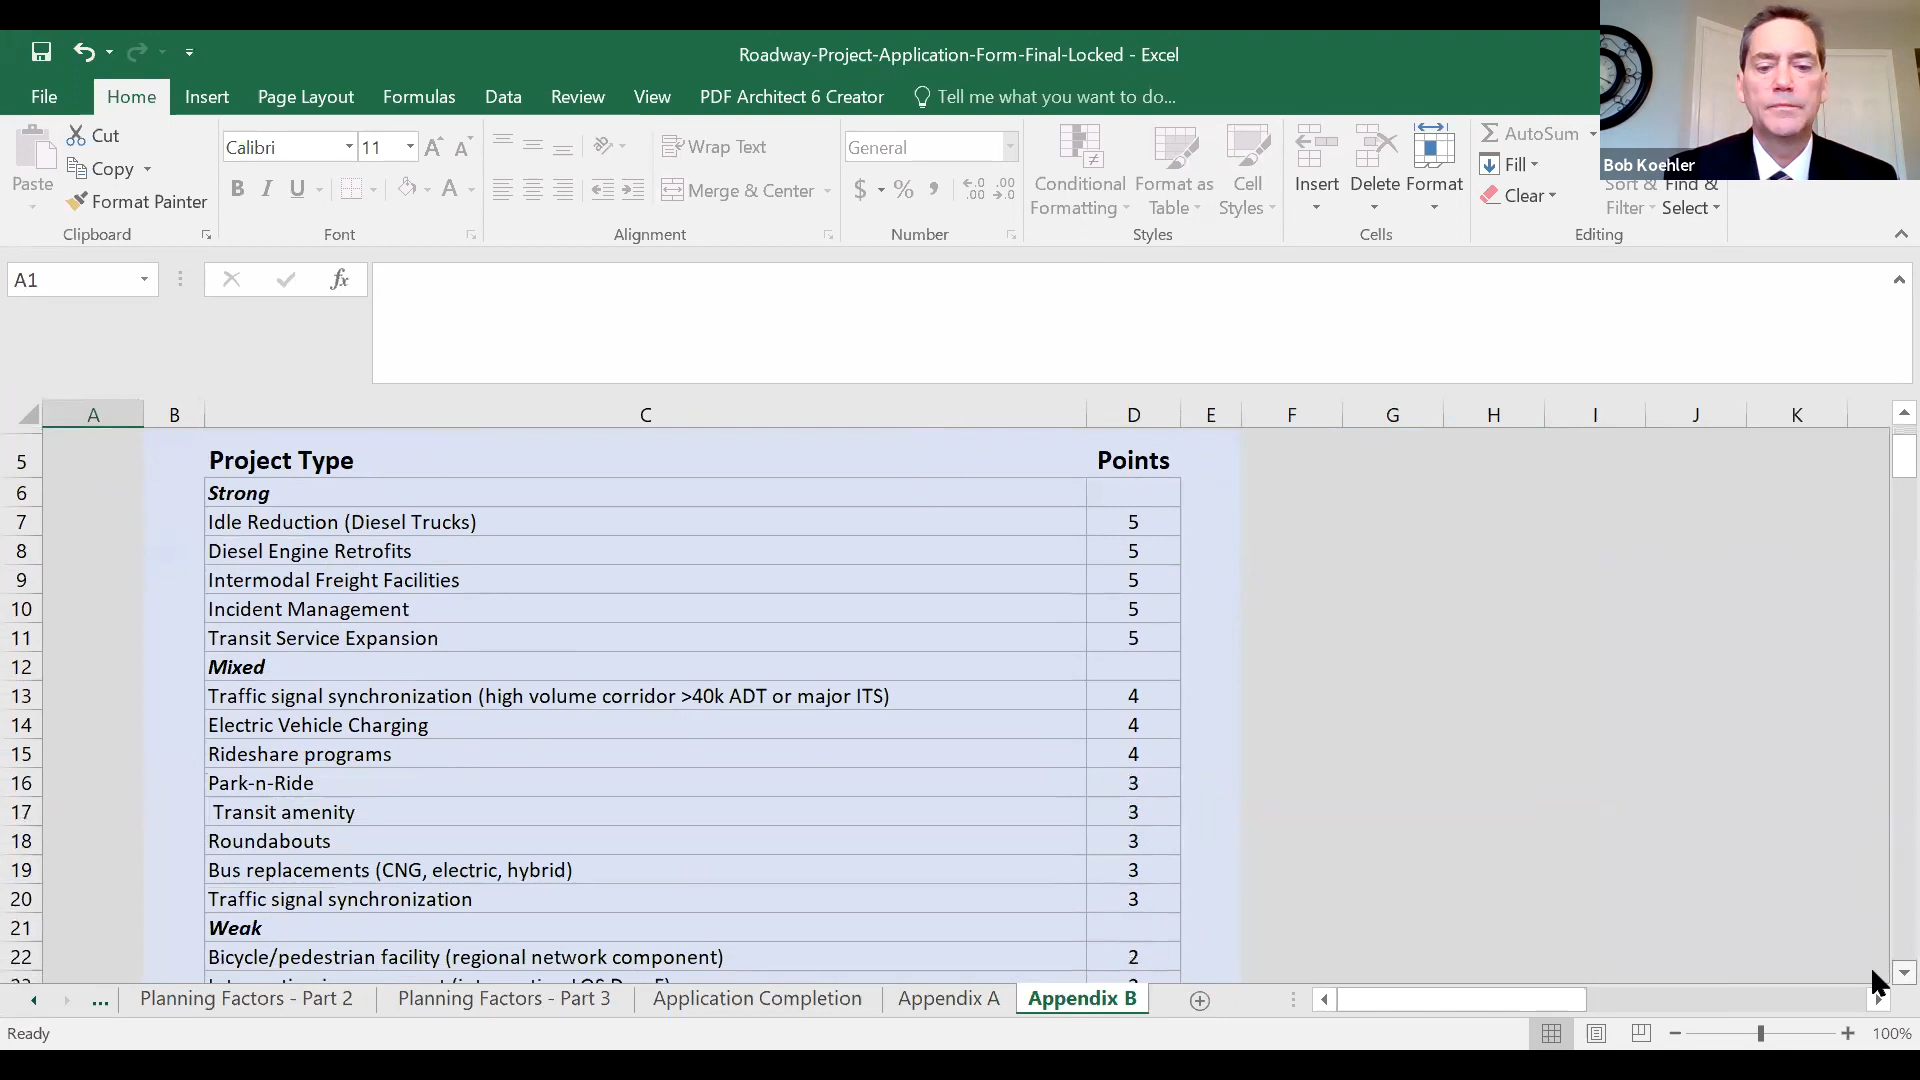 Roadway-Project-Application-Form-Final-Locked - Excel
File Home Insert Page Layout Formulas Data Review View PDF Architect 6 Creator Tell me what you want to do...
Paste
Cut
Copy
Format Painter
Clipboard
Calibri 11
B I U A
Font
Wrap Text
Merge & Center
Alignment
General
$ % ,
Number
Conditional Formatting
Format as Table
Cell Styles
Styles
Insert Delete Format
Cells
AutoSum
Fill
Clear
Sort & Filter
Find & Select
Editing
Bob Koehler
A1 fx
A B C D E F G H I J K
5 Project Type Points
6 Strong
7 Idle Reduction (Diesel Trucks) 5
8 Diesel Engine Retrofits 5
9 Intermodal Freight Facilities 5
10 Incident Management 5
11 Transit Service Expansion 5
12 Mixed
13 Traffic signal synchronization (high volume corridor >40k ADT or major ITS) 4
14 Electric Vehicle Charging 4
15 Rideshare programs 4
16 Park-n-Ride 3
17 Transit amenity 3
18 Roundabouts 3
19 Bus replacements (CNG, electric, hybrid) 3
20 Traffic signal synchronization 3
21 Weak
22 Bicycle/pedestrian facility (regional network component) 2
... Planning Factors - Part 2 Planning Factors - Part 3 Application Completion Appendix A Appendix B
Ready 100%